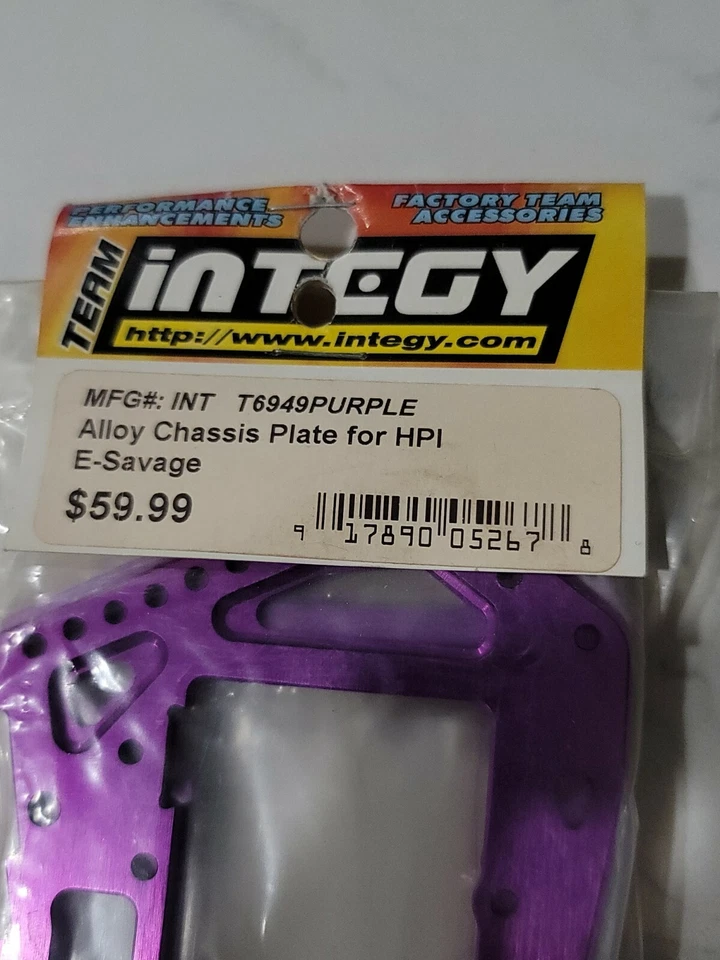 PERFORMANCE
ENHANCEMENTS
FACTORY TEAM
ACCESSORIES
TEAM
inTEGY
http://www.integy.com
MFG#: INT T6949PURPLE
Alloy Chassis Plate for HPI
E-Savage
$59.99
9 17890 05267 8